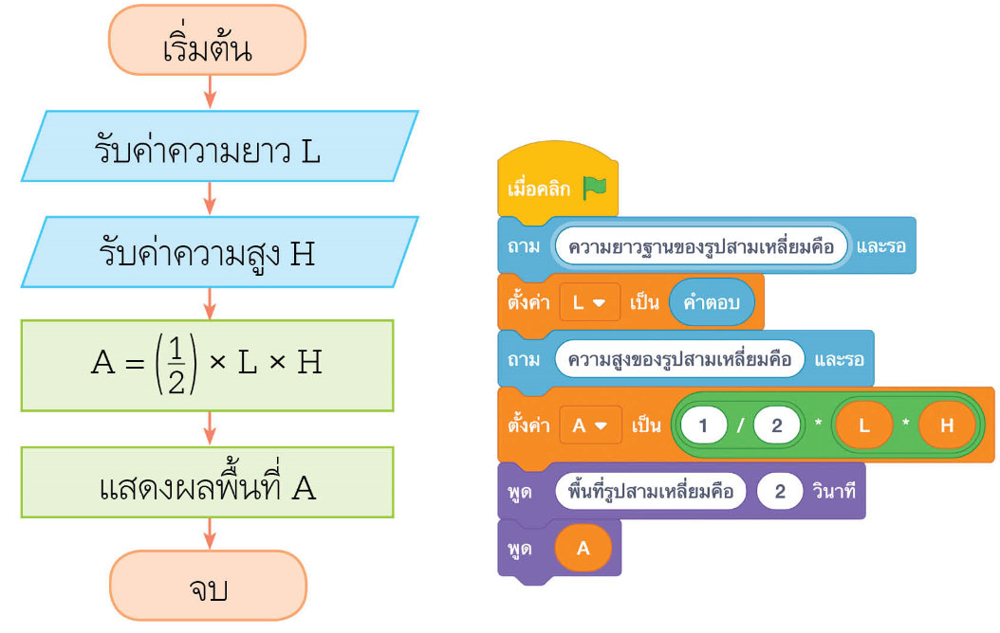 เริ่มต้น
รับค่าความยาว L
รับค่าความสูง H
A = (1/2) × L × H
แสดงผลพื้นที่ A
จบ
เมื่อคลิก
ถาม ความยาวฐานของรูปสามเหลี่ยมคือ และรอ
ตั้งค่า L เป็น คำตอบ
ถาม ความสูงของรูปสามเหลี่ยมคือ และรอ
ตั้งค่า A เป็น 1 / 2 * L * H
พูด พื้นที่รูปสามเหลี่ยมคือ 2 วินาที
พูด A